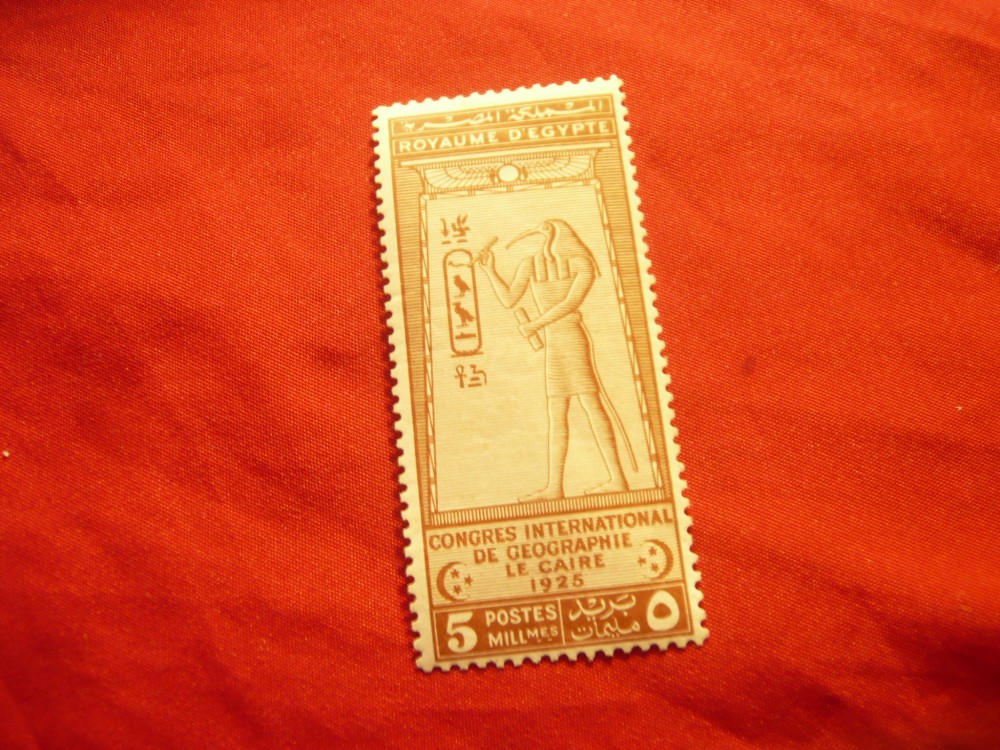 المملكة المصرية
ROYAUME D'EGYPTE
CONGRES INTERNATIONAL
DE GEOGRAPHIE
LE CAIRE
1925
5 POSTES بريد ٥
MILLMES مليمات